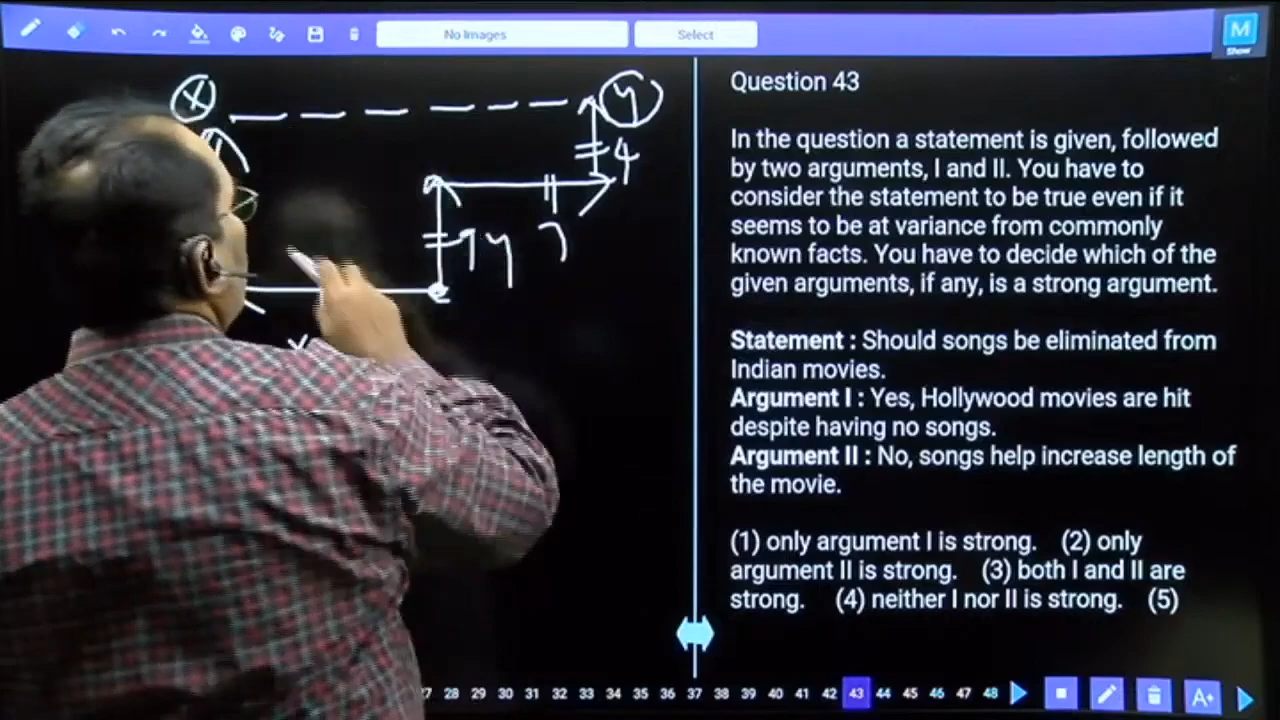 No Images
Select
M
Show
X
y
4
7
Question 43
In the question a statement is given, followed
by two arguments, I and II. You have to
consider the statement to be true even if it
seems to be at variance from commonly
known facts. You have to decide which of the
given arguments, if any, is a strong argument.
Statement : Should songs be eliminated from
Indian movies.
Argument I : Yes, Hollywood movies are hit
despite having no songs.
Argument II : No, songs help increase length of
the movie.
(1) only argument I is strong. (2) only
argument II is strong. (3) both I and II are
strong. (4) neither I nor II is strong. (5)
28 29 30 31 32 33 34 35 36 37 38 39 40 41 42 43 44 45 46 47 48
A+